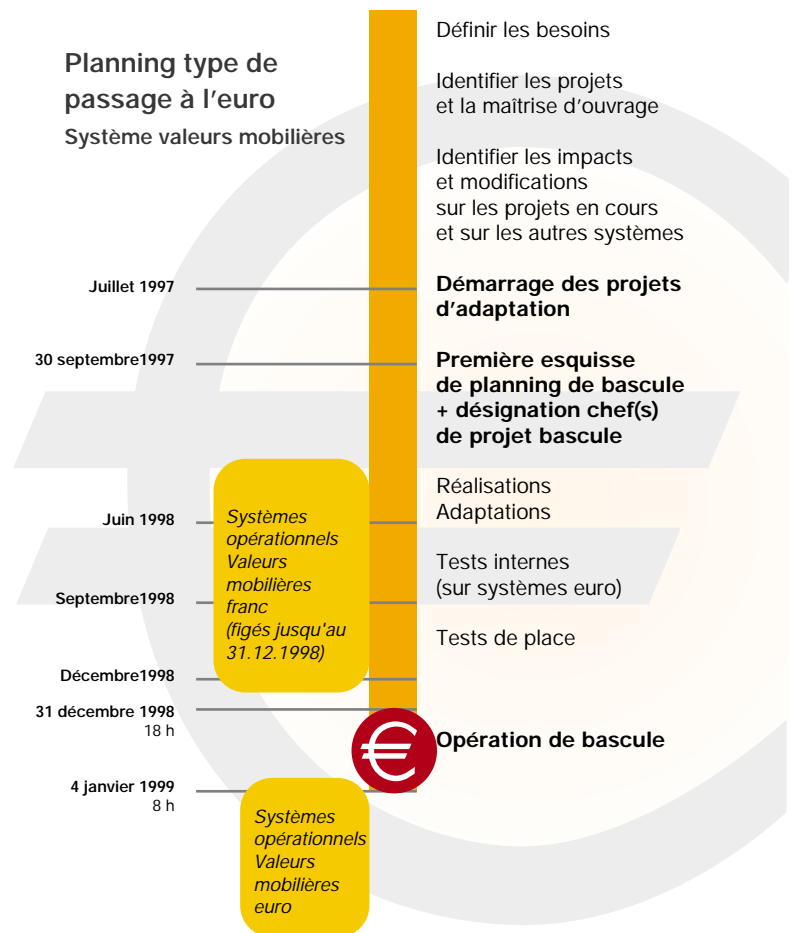 Planning type de
passage à l'euro
Système valeurs mobilières
Définir les besoins
Identifier les projets
et la maîtrise d'ouvrage
Identifier les impacts
et modifications
sur les projets en cours
et sur les autres systèmes
Juillet 1997
Démarrage des projets
d'adaptation
30 septembre1997
Première esquisse
de planning de bascule
+ désignation chef(s)
de projet bascule
Réalisations
Adaptations
Juin 1998
Systèmes
opérationnels
Valeurs
mobilières
franc
(figés jusqu'au
31.12.1998)
Tests internes
(sur systèmes euro)
Septembre1998
Tests de place
Décembre1998
31 décembre 1998
18 h
€
Opération de bascule
4 janvier 1999
8 h
Systèmes
opérationnels
Valeurs
mobilières
euro